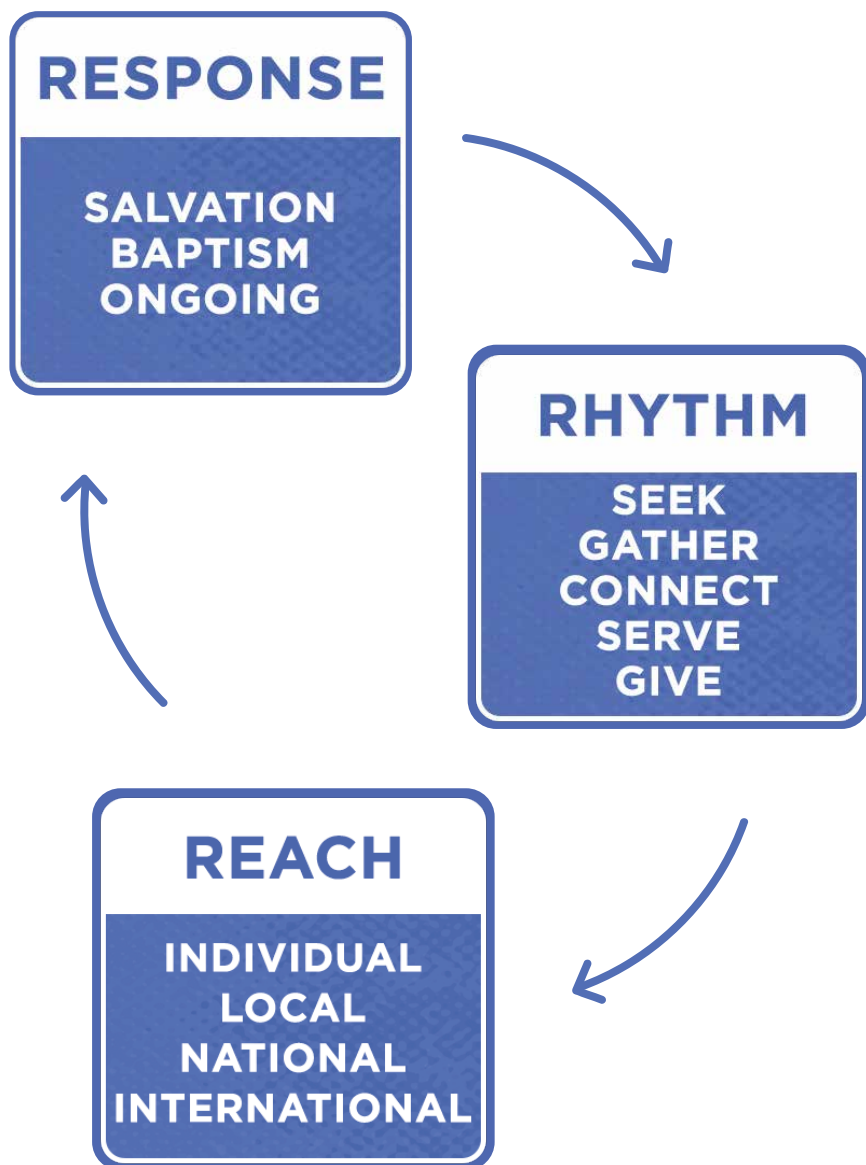 RESPONSE
SALVATION
BAPTISM
ONGOING
RHYTHM
SEEK
GATHER
CONNECT
SERVE
GIVE
REACH
INDIVIDUAL
LOCAL
NATIONAL
INTERNATIONAL